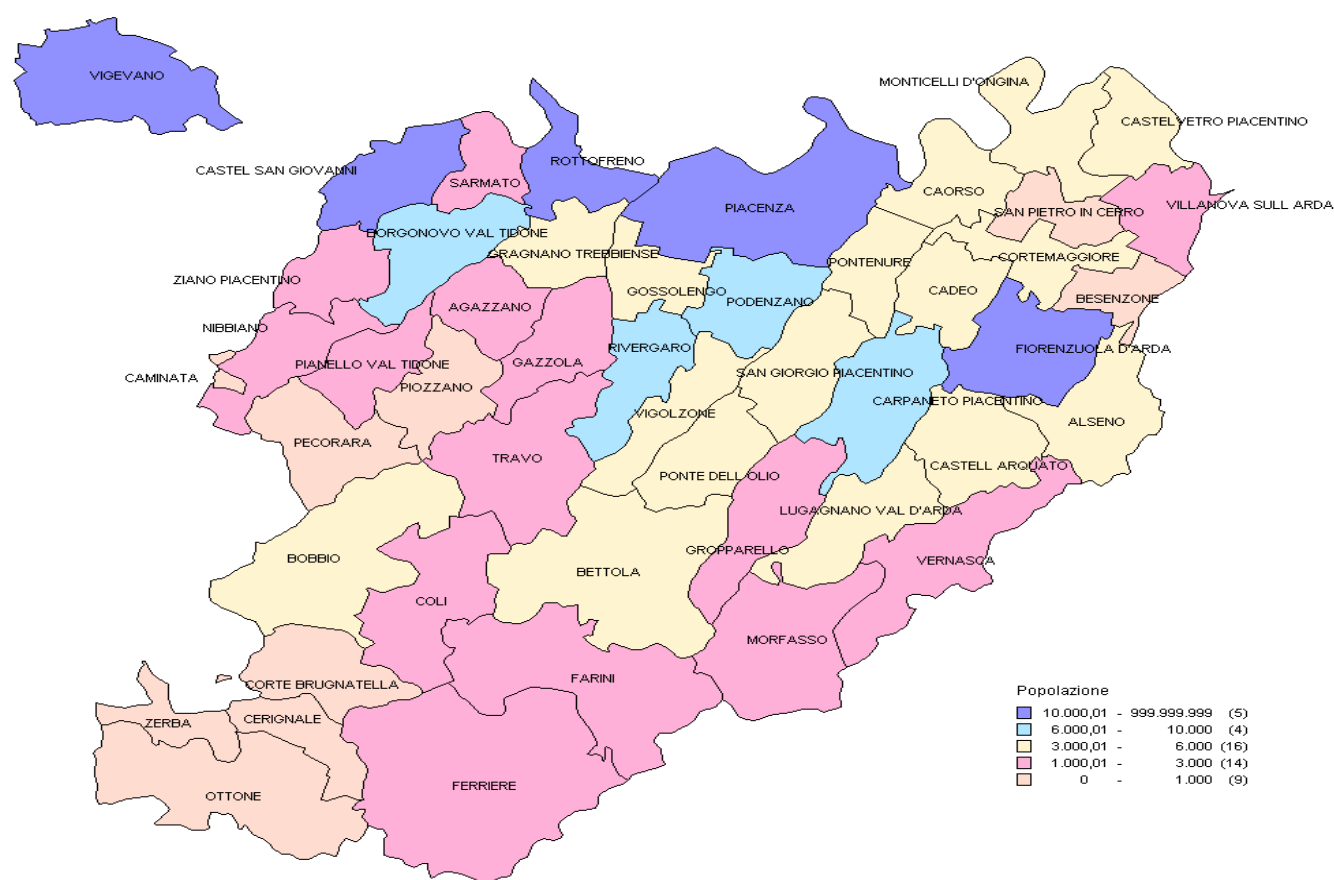 VIGEVANO
MONTICELLI D'ONGINA
CASTELVETRO PIACENTINO
ROTTOFRENO
CASTEL SAN GIOVANNI
SARMATO
CAORSO
PIACENZA
VILLANOVA SULL ARDA
SAN PIETRO IN CERRO
BORGONOVO VAL TIDONE
GRAGNANO TREBBIENSE
CORTEMAGGIORE
PONTENURE
ZIANO PIACENTINO
GOSSOLENGO
CADEO
BESENZONE
PODENZANO
AGAZZANO
NIBBIANO
RIVERGARO
FIORENZUOLA D'ARDA
PIANELLO VAL TIDONE
GAZZOLA
SAN GIORGIO PIACENTINO
CAMINATA
PIOZZANO
CARPANETO PIACENTINO
VIGOLZONE
ALSENO
PECORARA
TRAVO
CASTELL ARQUATO
PONTE DELL OLIO
LUGAGNANO VAL D'ARDA
GROPPARELLO
BOBBIO
VERNASCA
BETTOLA
COLI
MORFASSO
FARINI
CORTE BRUGNATELLA
ZERBA
CERIGNALE
FERRIERE
OTTONE
Popolazione
10.000,01 - 999.999.999 (5)
6.000,01 - 10.000 (4)
3.000,01 - 6.000 (16)
1.000,01 - 3.000 (14)
0 - 1.000 (9)